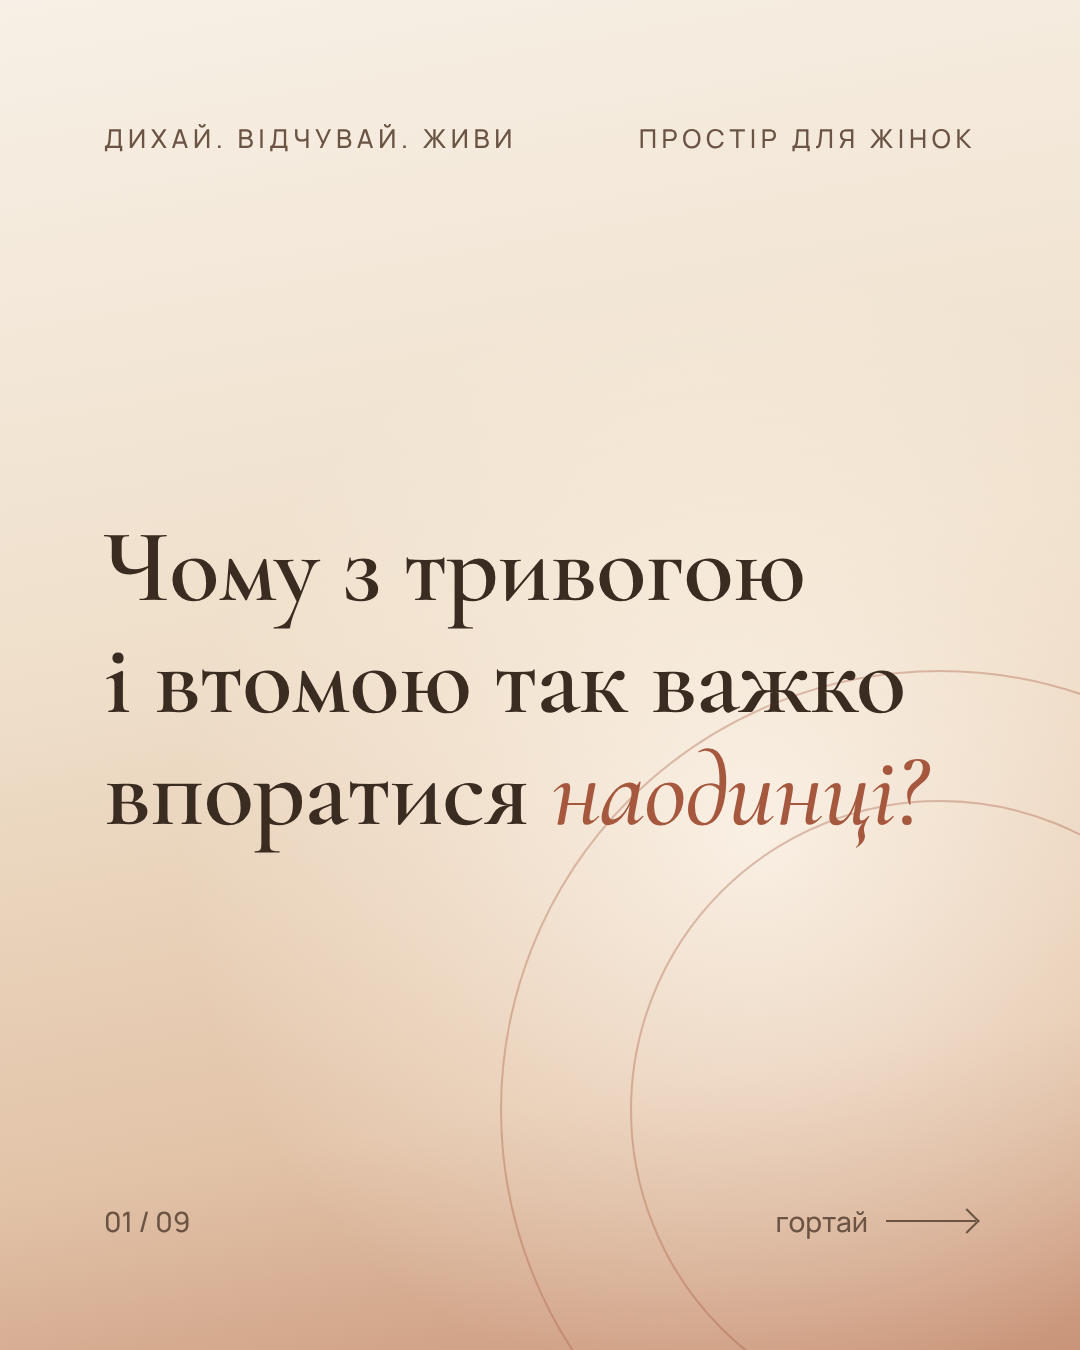 ДИХАЙ. ВІДЧУВАЙ. ЖИВИ
ПРОСТІР ДЛЯ ЖІНОК
Чому з тривогою
і втомою так важко
впоратися наодинці?
01 / 09
гортай